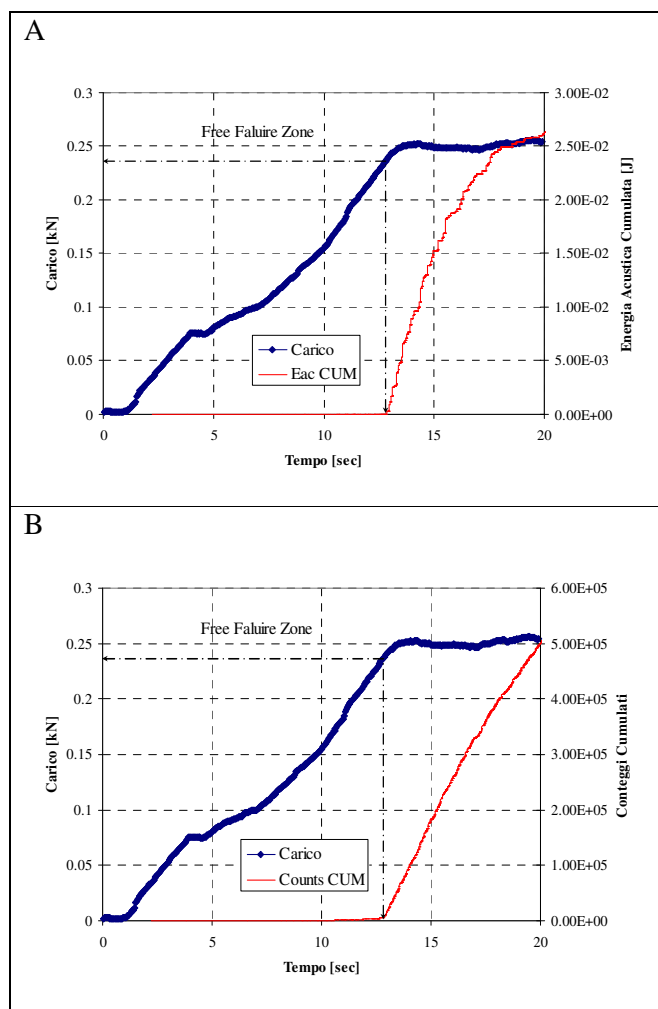 A
0.3
0.25
0.2
0.15
0.1
0.05
0
Carico [kN]
Free Faluire Zone
Carico
Eac CUM
3.00E-02
2.50E-02
2.00E-02
1.50E-02
1.00E-02
5.00E-03
0.00E+00
Energia Acustica Cumulata [J]
0 5 10 15 20
Tempo [sec]
B
0.3
0.25
0.2
0.15
0.1
0.05
0
Carico [kN]
Free Faluire Zone
Carico
Counts CUM
6.00E+05
5.00E+05
4.00E+05
3.00E+05
2.00E+05
1.00E+05
0.00E+00
Conteggi Cumulati
0 5 10 15 20
Tempo [sec]